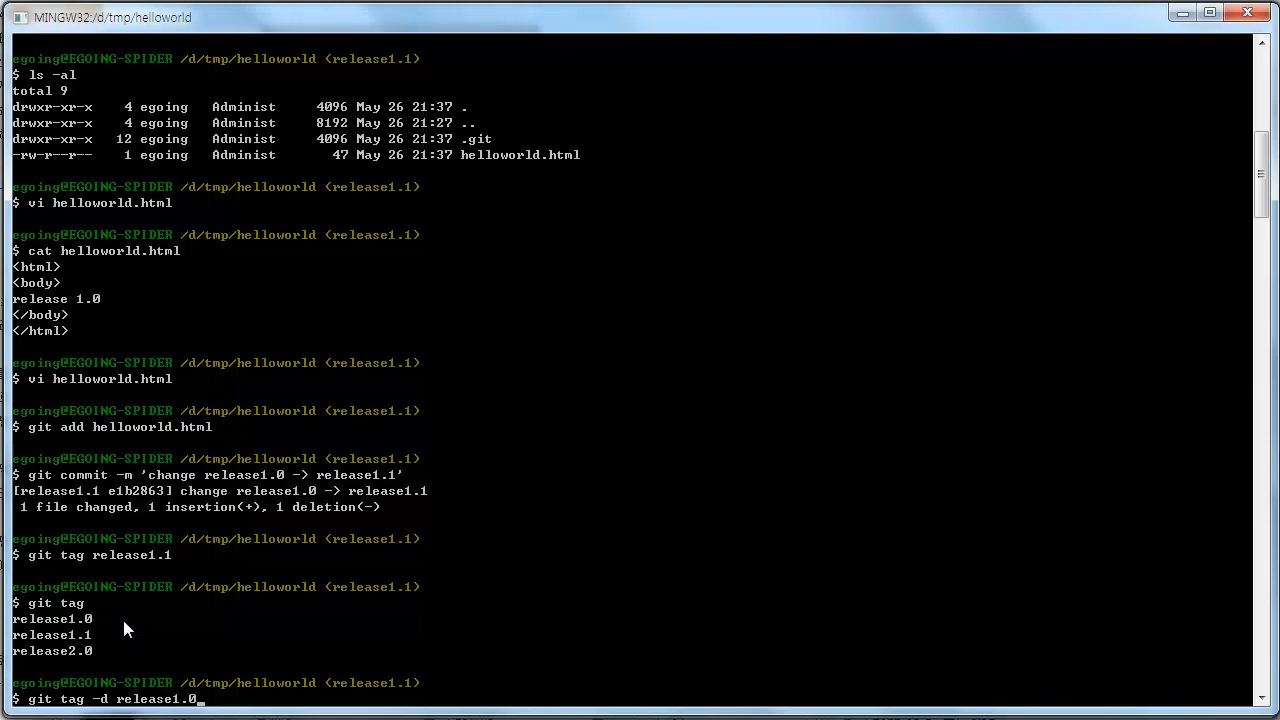 MINGW32:/d/tmp/helloworld
egoing@EGOING-SPIDER /d/tmp/helloworld (release1.1)
$ ls -al
total 9
drwxr-xr-x 4 egoing Administ 4096 May 26 21:37 .
drwxr-xr-x 4 egoing Administ 8192 May 26 21:27 ..
drwxr-xr-x 12 egoing Administ 4096 May 26 21:37 .git
-rw-r--r-- 1 egoing Administ 47 May 26 21:37 helloworld.html
egoing@EGOING-SPIDER /d/tmp/helloworld (release1.1)
$ vi helloworld.html
egoing@EGOING-SPIDER /d/tmp/helloworld (release1.1)
$ cat helloworld.html
<html>
<body>
release 1.0
</body>
</html>
egoing@EGOING-SPIDER /d/tmp/helloworld (release1.1)
$ vi helloworld.html
egoing@EGOING-SPIDER /d/tmp/helloworld (release1.1)
$ git add helloworld.html
egoing@EGOING-SPIDER /d/tmp/helloworld (release1.1)
$ git commit -m 'change release1.0 -> release1.1'
[release1.1 e1b2863] change release1.0 -> release1.1
1 file changed, 1 insertion(+), 1 deletion(-)
egoing@EGOING-SPIDER /d/tmp/helloworld (release1.1)
$ git tag release1.1
egoing@EGOING-SPIDER /d/tmp/helloworld (release1.1)
$ git tag
release1.0
release1.1
release2.0
egoing@EGOING-SPIDER /d/tmp/helloworld (release1.1)
$ git tag -d release1.0_